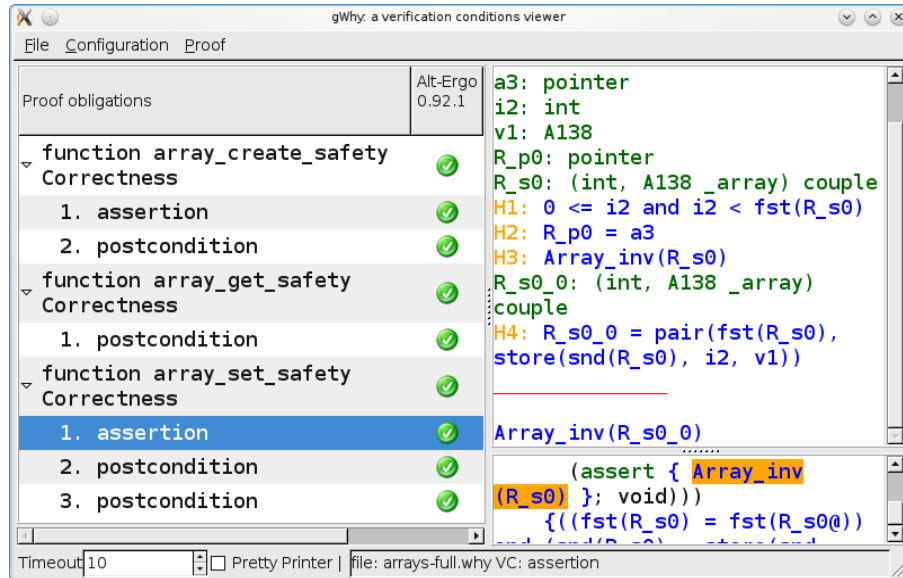 gWhy: a verification conditions viewer
File Configuration Proof
Proof obligations
Alt-Ergo
0.92.1
function array_create_safety
Correctness
1. assertion
2. postcondition
function array_get_safety
Correctness
1. postcondition
function array_set_safety
Correctness
1. assertion
2. postcondition
3. postcondition
a3: pointer
i2: int
v1: A138
R_p0: pointer
R_s0: (int, A138 _array) couple
H1: 0 <= i2 and i2 < fst(R_s0)
H2: R_p0 = a3
H3: Array_inv(R_s0)
R_s0_0: (int, A138 _array)
couple
H4: R_s0_0 = pair(fst(R_s0),
store(snd(R_s0), i2, v1))
Array_inv(R_s0_0)
(assert { Array_inv
(R_s0) }; void)))
{((fst(R_s0) = fst(R_s0@))
Timeout 10 Pretty Printer | file: arrays-full.why VC: assertion